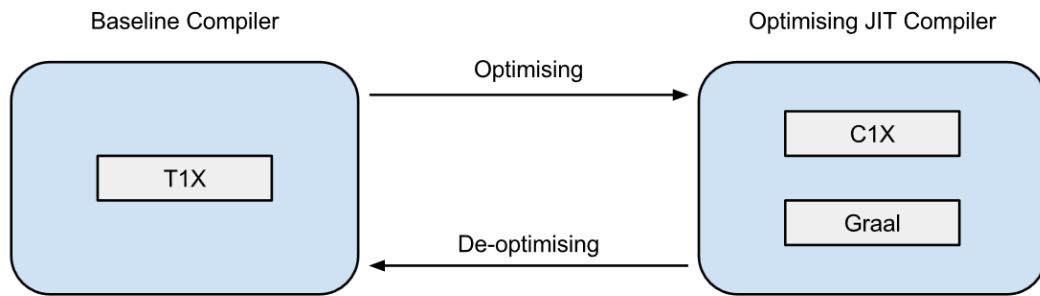 Baseline Compiler
Optimising JIT Compiler
Optimising
C1X
T1X
Graal
De-optimising